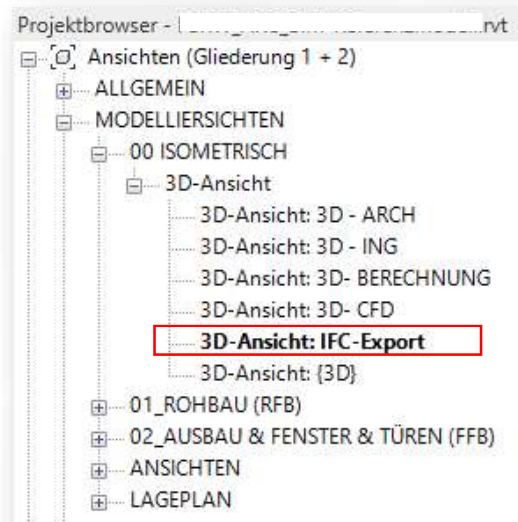 Projektbrowser - rvt
Ansichten (Gliederung 1 + 2)
ALLGEMEIN
MODELLIERSICHTEN
00 ISOMETRISCH
3D-Ansicht
3D-Ansicht: 3D - ARCH
3D-Ansicht: 3D - ING
3D-Ansicht: 3D- BERECHNUNG
3D-Ansicht: 3D- CFD
3D-Ansicht: IFC-Export
3D-Ansicht: {3D}
01_ROHBAU (RFB)
02_AUSBAU & FENSTER & TÜREN (FFB)
ANSICHTEN
LAGEPLAN